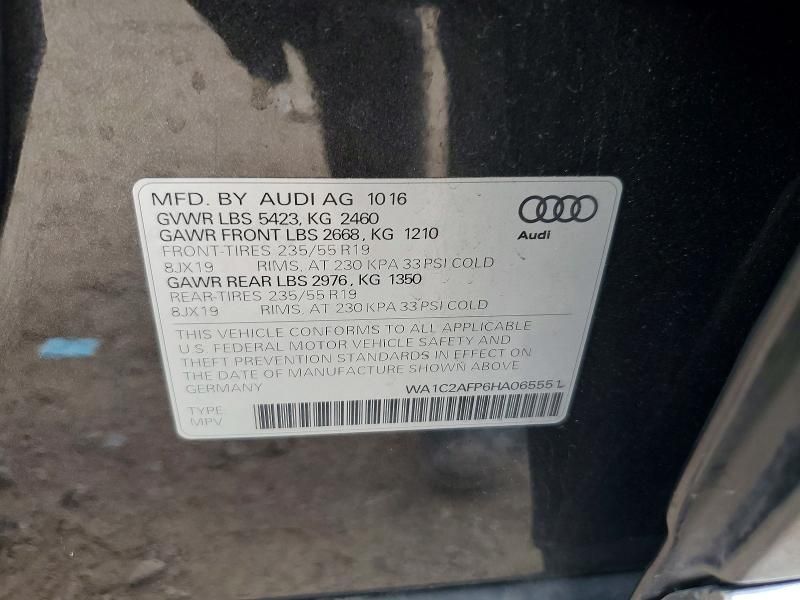 MFD. BY AUDI AG 10 16
GVWR LBS 5423, KG 2460
GAWR FRONT LBS 2668, KG 1210
FRONT-TIRES 235/55 R19
8JX19 RIMS, AT 230 KPA 33 PSI COLD
GAWR REAR LBS 2976, KG 1350
REAR-TIRES 235/55 R19
8JX19 RIMS, AT 230 KPA 33 PSI COLD
Audi
THIS VEHICLE CONFORMS TO ALL APPLICABLE
U.S. FEDERAL MOTOR VEHICLE SAFETY AND
THEFT PREVENTION STANDARDS IN EFFECT ON
THE DATE OF MANUFACTURE SHOWN ABOVE
GERMANY WA1C2AFP6HA065551
TYPE:
MPV